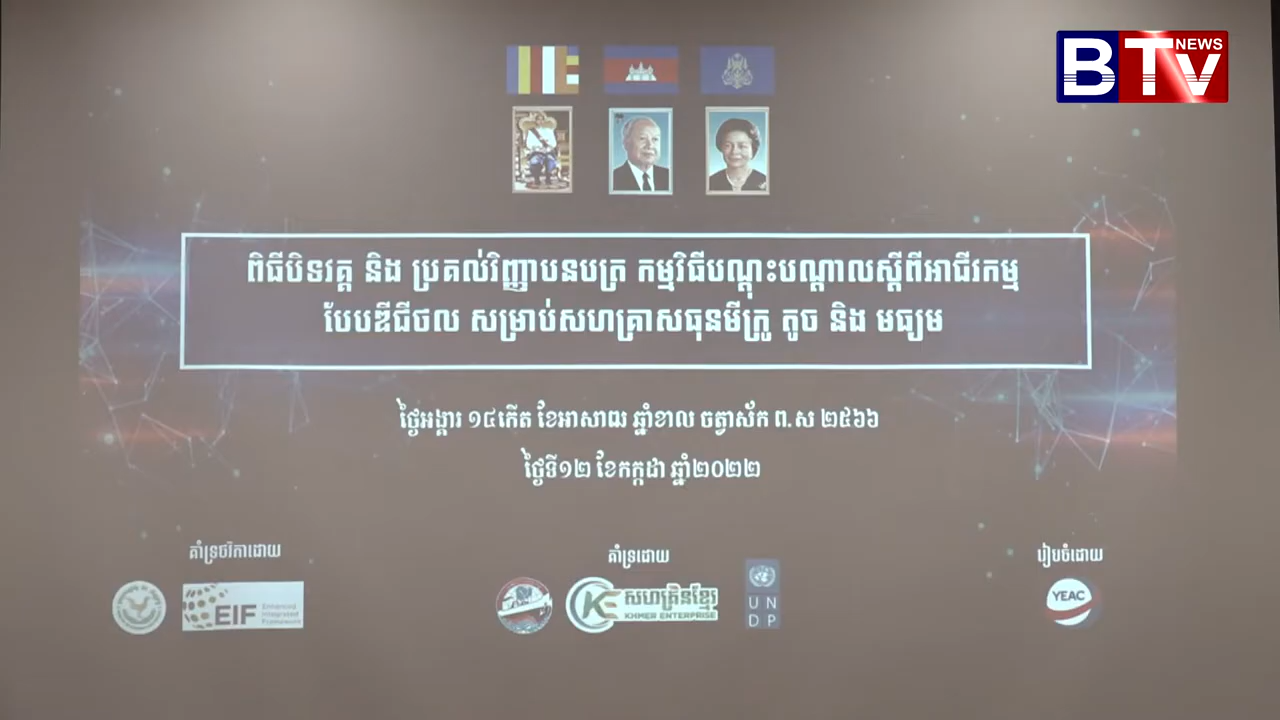 BTV NEWS
ពិធីបិទវគ្គ និង ប្រគល់វិញ្ញាបនបត្រ កម្មវិធីបណ្តុះបណ្តាលស្តីពីអាជីវកម្ម
បែបឌីជីថល សម្រាប់សហគ្រាសធុនមីក្រូ តូច និង មធ្យម
ថ្ងៃអង្គារ ១៤កើត ខែអាសាឍ ឆ្នាំខាល ចត្វាស័ក ព.ស ២៥៦៦
ថ្ងៃទី១២ ខែកក្កដា ឆ្នាំ២០២២
គាំទ្រថវិកាដោយ
គាំទ្រដោយ
រៀបចំដោយ
EIF Enhanced Integrated Framework
សហគ្រិនខ្មែរ
KHMER ENTERPRISE
UNDP
YEAC